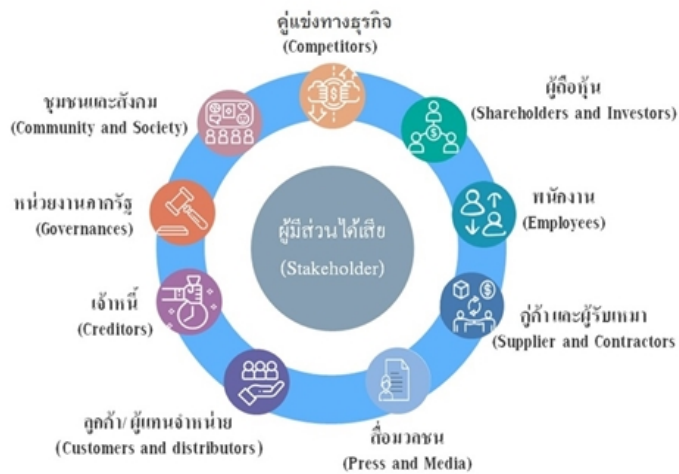 คู่แข่งทางธุรกิจ
(Competitors)
ผู้ถือหุ้น
(Shareholders and Investors)
พนักงาน
(Employees)
คู่ค้าและผู้รับเหมา
(Supplier and Contractors
สื่อมวลชน
(Press and Media)
ลูกค้า/ผู้แทนจำหน่าย
(Customers and distributors)
เจ้าหนี้
(Creditors)
หน่วยงานภาครัฐ
(Governances)
ชุมชนและสังคม
(Community and Society)
ผู้มีส่วนได้เสีย
(Stakeholder)